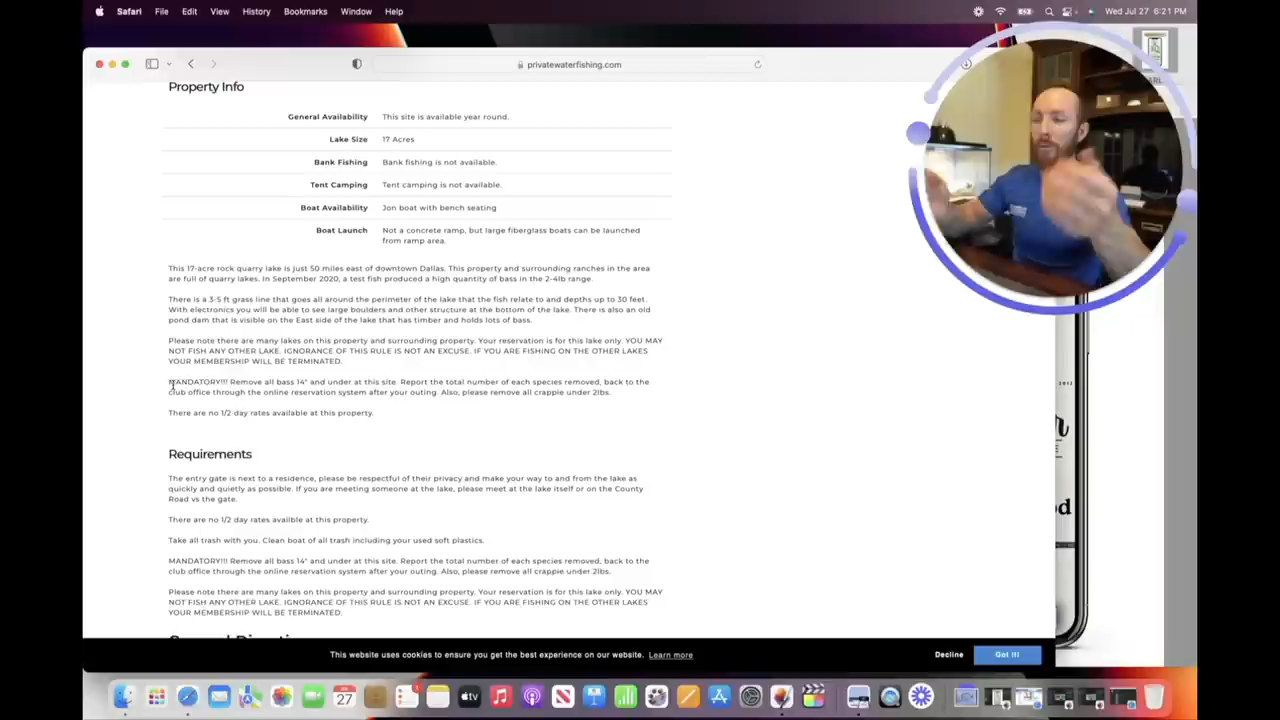 Safari File Edit View History Bookmarks Window Help Wed Jul 27 6:21 PM
privatewaterfishing.com
Property Info
General Availability This site is available year round.
Lake Size 17 Acres
Bank Fishing Bank fishing is not available.
Tent Camping Tent camping is not available.
Boat Availability Jon boat with bench seating
Boat Launch Not a concrete ramp, but large fiberglass boats can be launched
from ramp area.
This 17-acre rock quarry lake is just 50 miles east of downtown Dallas. This property and surrounding ranches in the area
are full of quarry lakes. In September 2020, a test fish produced a high quantity of bass in the 2-4lb range.
There is a 3-5 ft grass line that goes all around the perimeter of the lake that the fish relate to and depths up to 30 feet.
With electronics you will be able to see large boulders and other structure at the bottom of the lake. There is also an old
pond dam that is visible on the East side of the lake that has timber and holds lots of bass.
Please note there are many lakes on this property and surrounding property. Your reservation is for this lake only. YOU MAY
NOT FISH ANY OTHER LAKE. IGNORANCE OF THIS RULE IS NOT AN EXCUSE. IF YOU ARE FISHING ON THE OTHER LAKES
YOUR MEMBERSHIP WILL BE TERMINATED.
MANDATORY!!! Remove all bass 14" and under at this site. Report the total number of each species removed, back to the
club office through the online reservation system after your outing. Also, please remove all crappie under 2lbs.
There are no 1/2 day rates available at this property.
Requirements
The entry gate is next to a residence, please be respectful of their privacy and make your way to and from the lake as
quickly and quietly as possible. If you are meeting someone at the lake, please meet at the lake itself or on the County
Road vs the gate.
There are no 1/2 day rates availble at this property.
Take all trash with you. Clean boat of all trash including your used soft plastics.
MANDATORY!!! Remove all bass 14" and under at this site. Report the total number of each species removed, back to the
club office through the online reservation system after your outing. Also, please remove all crappie under 2lbs.
Please note there are many lakes on this property and surrounding property. Your reservation is for this lake only. YOU MAY
NOT FISH ANY OTHER LAKE. IGNORANCE OF THIS RULE IS NOT AN EXCUSE. IF YOU ARE FISHING ON THE OTHER LAKES
YOUR MEMBERSHIP WILL BE TERMINATED.
This website uses cookies to ensure you get the best experience on our website. Learn more Decline Got it!
JUL
27
tv